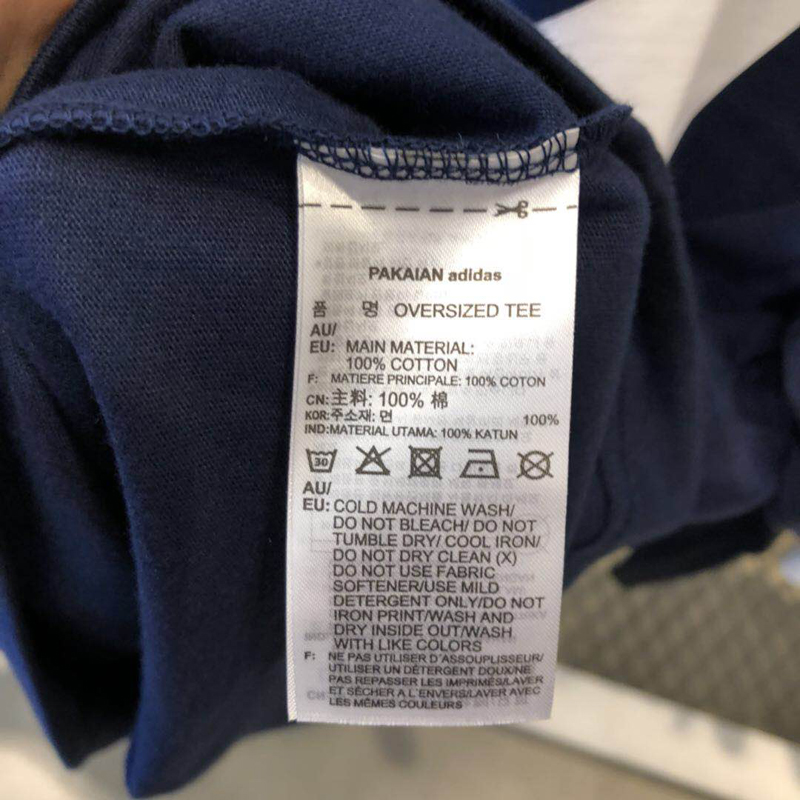 PAKAIAN adidas
품 명 OVERSIZED TEE
AU/
EU: MAIN MATERIAL:
100% COTTON
F: MATIERE PRINCIPALE: 100% COTON
CN:主料: 100% 棉
KOR:주소재: 면 100%
IND:MATERIAL UTAMA: 100% KATUN
30
AU/
EU: COLD MACHINE WASH/
DO NOT BLEACH/ DO NOT
TUMBLE DRY/ COOL IRON/
DO NOT DRY CLEAN (X)
DO NOT USE FABRIC
SOFTENER/USE MILD
DETERGENT ONLY/DO NOT
IRON PRINT/WASH AND
DRY INSIDE OUT/WASH
WITH LIKE COLORS
F: NE PAS UTILISER D'ASSOUPLISSEUR/
UTILISER UN DÉTERGENT DOUX/NE
PAS REPASSER LES IMPRIMÉS/LAVER
ET SÉCHER A L'ENVERS/LAVER AVEC
LES MÊMES COULEURS